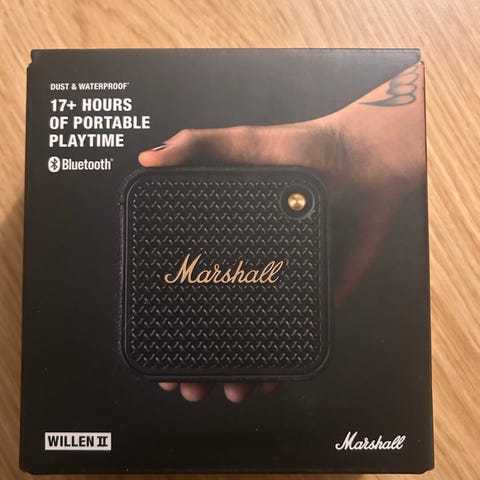 DUST & WATERPROOF*
17+ HOURS
OF PORTABLE
PLAYTIME
Bluetooth®
Marshall
WILLEN II
Marshall